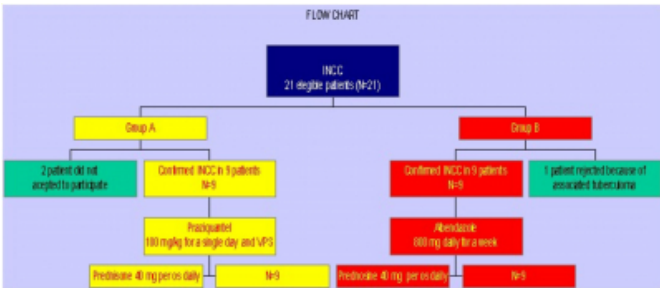 FLOW CHART
INCC
21 elegible patients (N=21)
Group A
Group B
2 patient did not
acepted to participate
Confirmed INCC in 9 patients
N=9
Confirmed INCC in 9 patients
N=9
1 patient rejected because of
associated tuberculoma
Praziquantel
100 mg/kg for a single day and VPS
Albendazole
800 mg daily for a week
Prednisone 40 mg per os daily
N=9
Prednosine 40 mg per os daily
N=9